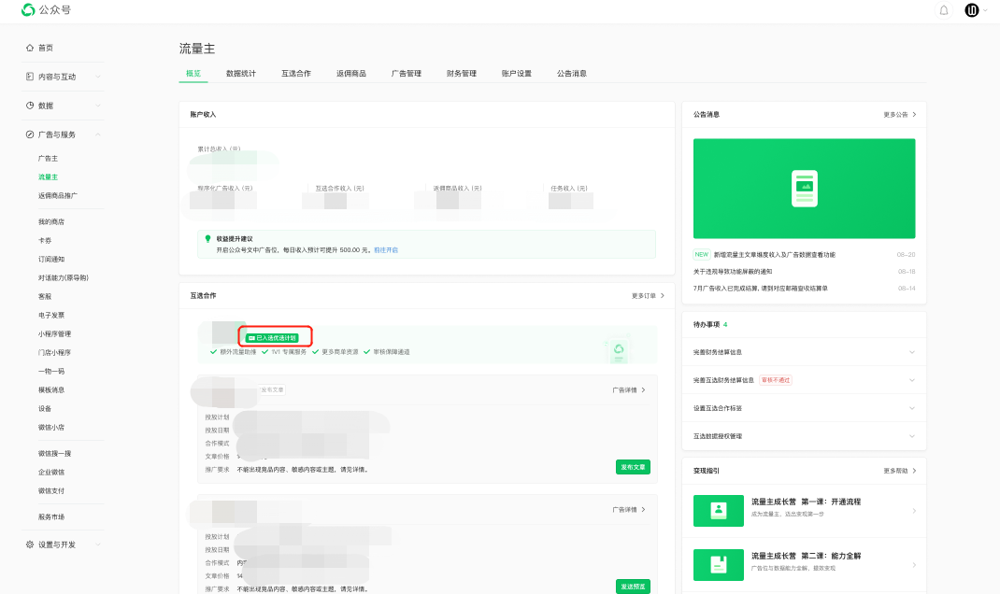 公众号
首页
内容与互动
数据
广告与服务
广告主
流量主
返佣商品推广
我的商店
卡券
订阅通知
对话能力(原导购)
客服
电子发票
小程序管理
门店小程序
一物一码
模板消息
设备
微信小店
微信搜一搜
企业微信
微信支付
服务市场
设置与开发
流量主
概览 数据统计 互选合作 返佣商品 广告管理 财务管理 账户设置 公告消息
账户收入
累计总收入 (元)
程序化广告收入 (元) 互选合作收入 (元) 返佣商品收入 (元) 任务收入 (元)
收益提升建议
开启公众号文中广告位，每日收入预计可提升 500.00 元。 前往开启
互选合作 更多订单
已入选优选计划
额外流量助推 1V1 专属服务 更多商单资源 审核保障通道
发布文章 广告详情
投放计划
投放日期
合作模式
文章价格
推广要求 不能出现竞品内容、敏感内容或主题，请见详情。
发布文章
广告详情
投放计划
投放日期
合作模式
文章价格 14
推广要求 不能出现竞品内容、敏感内容或主题，请见详情。
发送预览
公告消息 更多公告
NEW 新增流量主文章维度收入及广告数据查看功能 08-20
关于违规导致功能屏蔽的通知 08-18
7月广告收入已完成结算, 请到对应邮箱查收结算单 08-14
待办事项 4
完善财务结算信息
完善互选财务结算信息 审核不通过
设置互选合作标签
互选数据授权管理
变现指引 更多帮助
流量主成长营 第一课：开通流程
成为流量主，迈出变现第一步
流量主成长营 第二课：能力全解
广告位与数据能力全解，提效变现